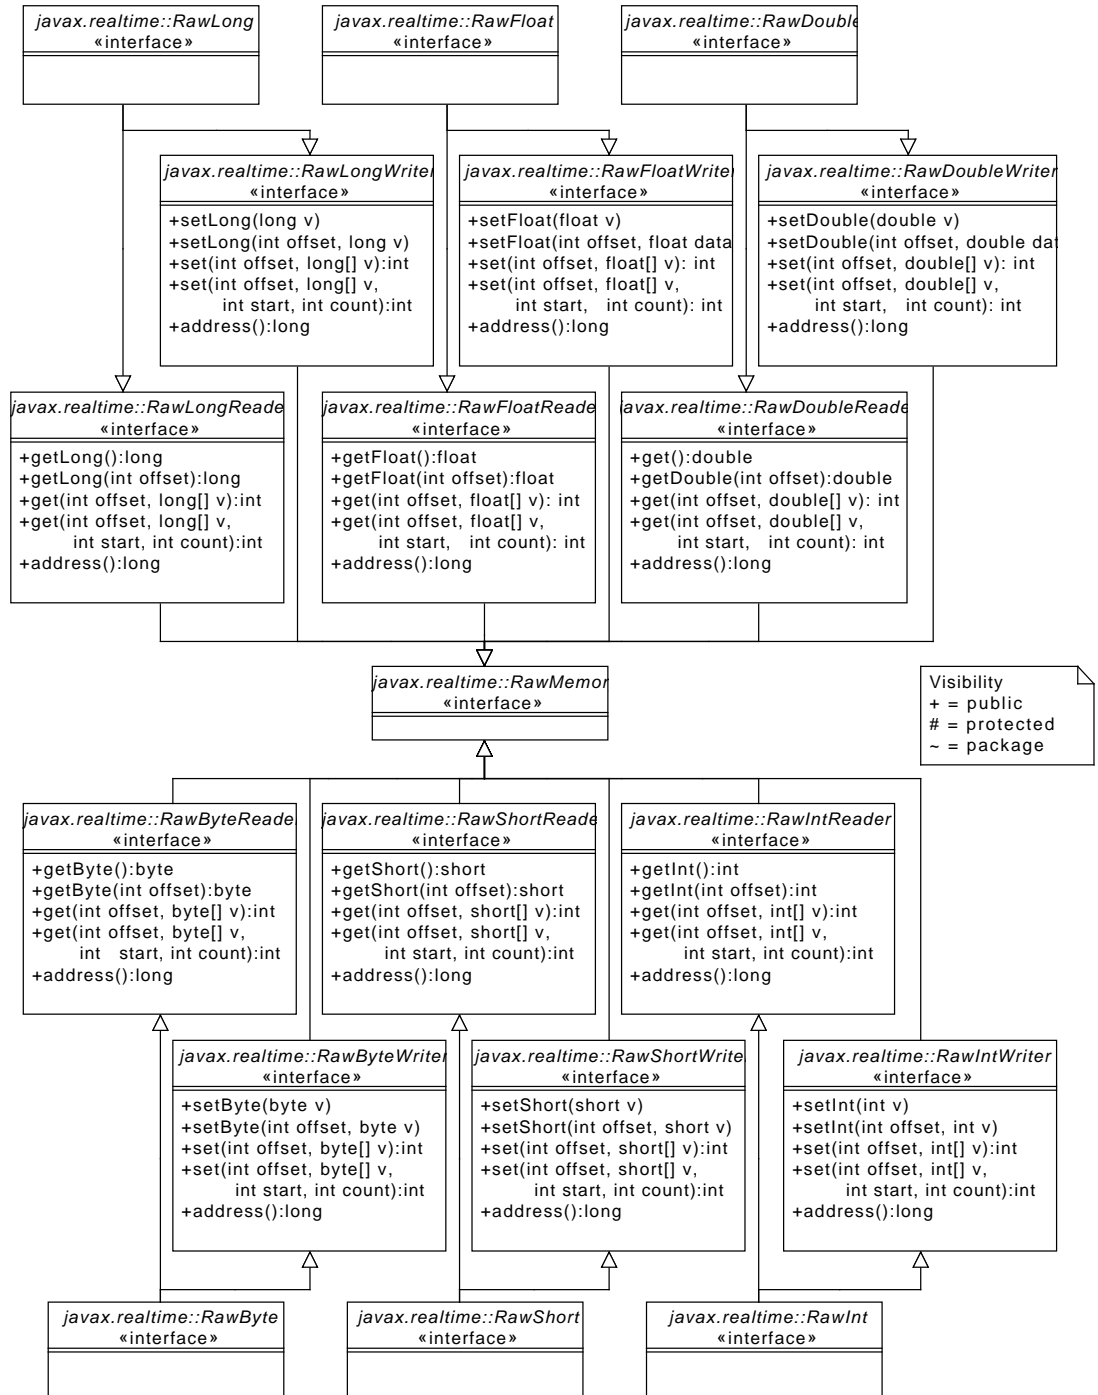 javax.realtime::RawLong
«interface»
javax.realtime::RawFloat
«interface»
javax.realtime::RawDouble
«interface»
javax.realtime::RawLongWriter
«interface»
+setLong(long v)
+setLong(int offset, long v)
+set(int offset, long[] v):int
+set(int offset, long[] v,
int start, int count):int
+address():long
javax.realtime::RawFloatWriter
«interface»
+setFloat(float v)
+setFloat(int offset, float data
+set(int offset, float[] v): int
+set(int offset, float[] v,
int start, int count): int
+address():long
javax.realtime::RawDoubleWriter
«interface»
+setDouble(double v)
+setDouble(int offset, double dat
+set(int offset, double[] v): int
+set(int offset, double[] v,
int start, int count): int
+address():long
javax.realtime::RawLongReade
«interface»
+getLong():long
+getLong(int offset):long
+get(int offset, long[] v):int
+get(int offset, long[] v,
int start, int count):int
+address():long
javax.realtime::RawFloatReade
«interface»
+getFloat():float
+getFloat(int offset):float
+get(int offset, float[] v): int
+get(int offset, float[] v,
int start, int count): int
+address():long
javax.realtime::RawDoubleReade
«interface»
+get():double
+getDouble(int offset):double
+get(int offset, double[] v): int
+get(int offset, double[] v,
int start, int count): int
+address():long
javax.realtime::RawMemor
«interface»
Visibility
+ = public
# = protected
~ = package
javax.realtime::RawByteReader
«interface»
+getByte():byte
+getByte(int offset):byte
+get(int offset, byte[] v):int
+get(int offset, byte[] v,
int start, int count):int
+address():long
javax.realtime::RawShortReade
«interface»
+getShort():short
+getShort(int offset):short
+get(int offset, short[] v):int
+get(int offset, short[] v,
int start, int count):int
+address():long
javax.realtime::RawIntReader
«interface»
+getInt():int
+getInt(int offset):int
+get(int offset, int[] v):int
+get(int offset, int[] v,
int start, int count):int
+address():long
javax.realtime::RawByteWriter
«interface»
+setByte(byte v)
+setByte(int offset, byte v)
+set(int offset, byte[] v):int
+set(int offset, byte[] v,
int start, int count):int
+address():long
javax.realtime::RawShortWrite
«interface»
+setShort(short v)
+setShort(int offset, short v)
+set(int offset, short[] v):int
+set(int offset, short[] v,
int start, int count):int
+address():long
javax.realtime::RawIntWriter
«interface»
+setInt(int v)
+setInt(int offset, int v)
+set(int offset, int[] v):int
+set(int offset, int[] v,
int start, int count):int
+address():long
javax.realtime::RawByte
«interface»
javax.realtime::RawShort
«interface»
javax.realtime::RawInt
«interface»